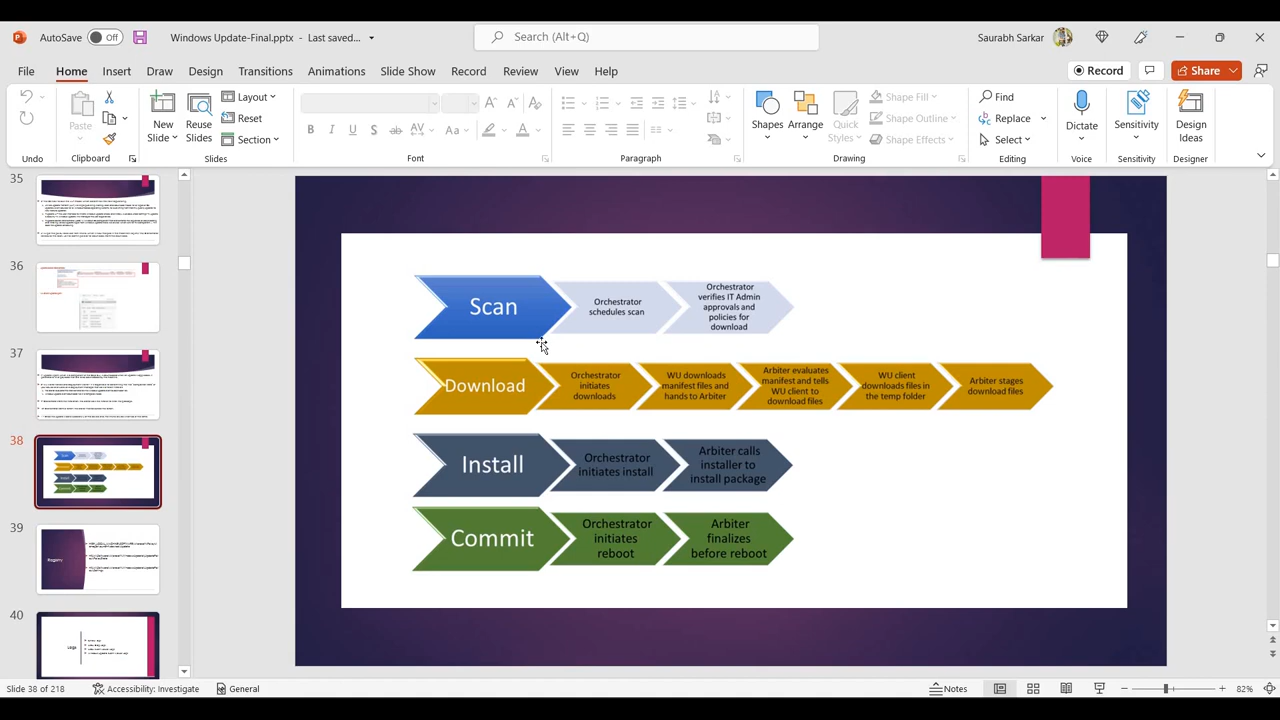 AutoSave
Off
Windows Update-Final.pptx - Last saved...
Search (Alt+Q)
Saurabh Sarkar
File
Home
Insert
Draw
Design
Transitions
Animations
Slide Show
Record
Review
View
Help
Record
Share
Paste
New
Slide
Reuse
Slides
Layout
Reset
Section
B
I
U
S
ab
AV
Aa
A
Shapes
Arrange
Quick
Styles
Shape Fill
Shape Outline
Shape Effects
Find
Replace
Select
Dictate
Sensitivity
Design
Ideas
Undo
Clipboard
Slides
Font
Paragraph
Drawing
Editing
Voice
Sensitivity
Designer
35
36
37
38
39
Registry
40
Logs
Scan
Orchestrator
schedules scan
Orchestrator
verifies IT Admin
approvals and
policies for
download
Download
Orchestrator
initiates
downloads
WU downloads
manifest files and
hands to Arbiter
Arbiter evaluates
manifest and tells
WU client to
download files
WU client
downloads files in
the temp folder
Arbiter stages
download files
Install
Orchestrator
initiates install
Arbiter calls
installer to
install package
Commit
Orchestrator
initiates
reboot
Arbiter
finalizes
before reboot
Slide 38 of 218
Accessibility: Investigate
General
Notes
82%